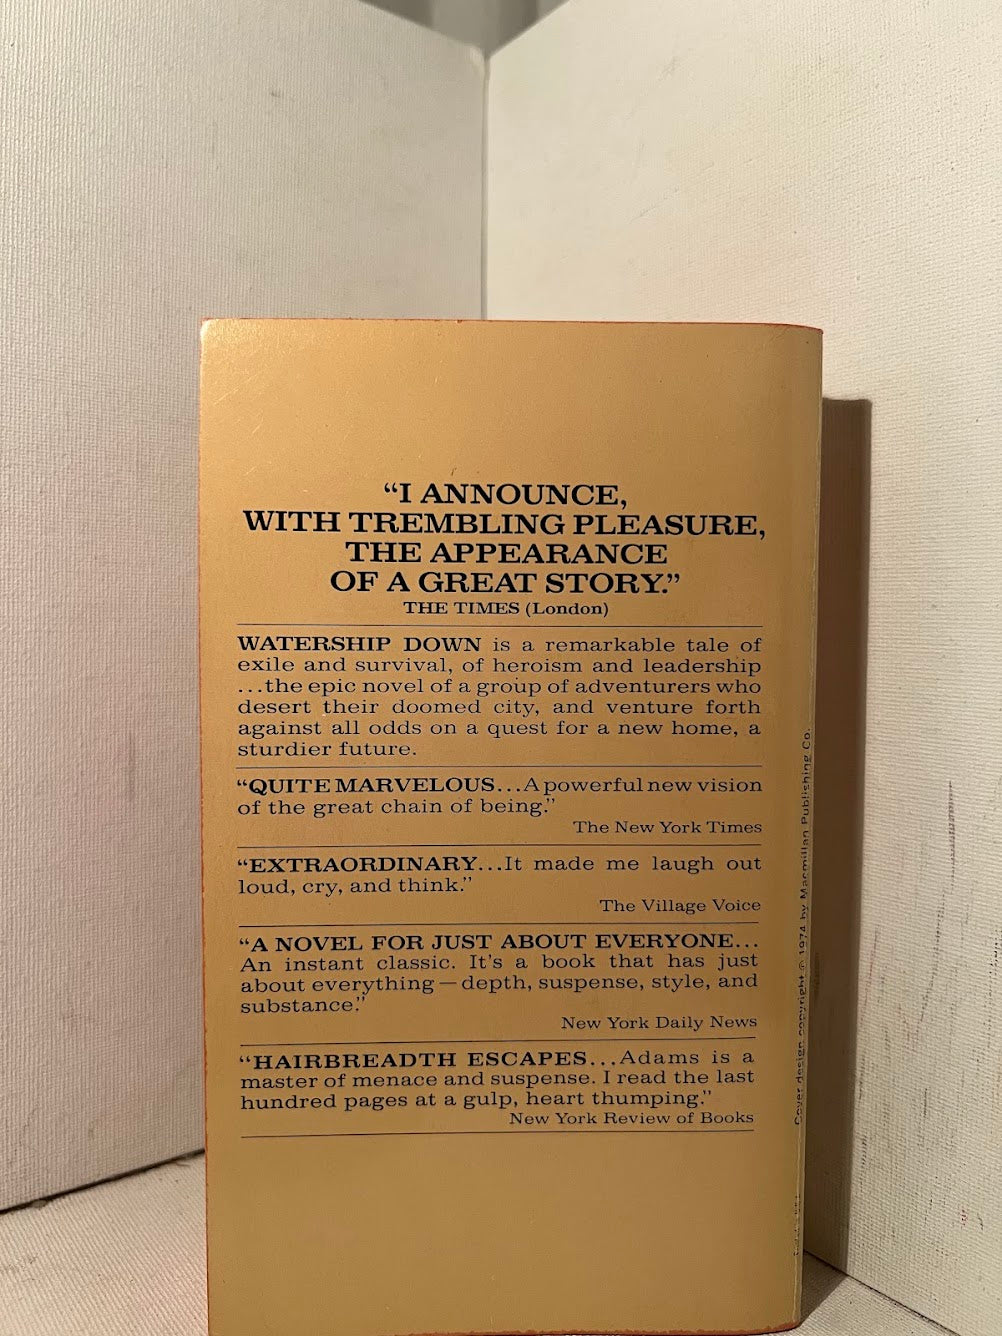 “I ANNOUNCE,
WITH TREMBLING PLEASURE,
THE APPEARANCE
OF A GREAT STORY.”
THE TIMES (London)
WATERSHIP DOWN is a remarkable tale of
exile and survival, of heroism and leadership
...the epic novel of a group of adventurers who
desert their doomed city, and venture forth
against all odds on a quest for a new home, a
sturdier future.
“QUITE MARVELOUS...A powerful new vision
of the great chain of being.”
The New York Times
“EXTRAORDINARY...It made me laugh out
loud, cry, and think.”
The Village Voice
“A NOVEL FOR JUST ABOUT EVERYONE...
An instant classic. It’s a book that has just
about everything—depth, suspense, style, and
substance.”
New York Daily News
“HAIRBREADTH ESCAPES...Adams is a
master of menace and suspense. I read the last
hundred pages at a gulp, heart thumping.”
New York Review of Books
Cover design copyright © 1974 by Macmillan Publishing Co.